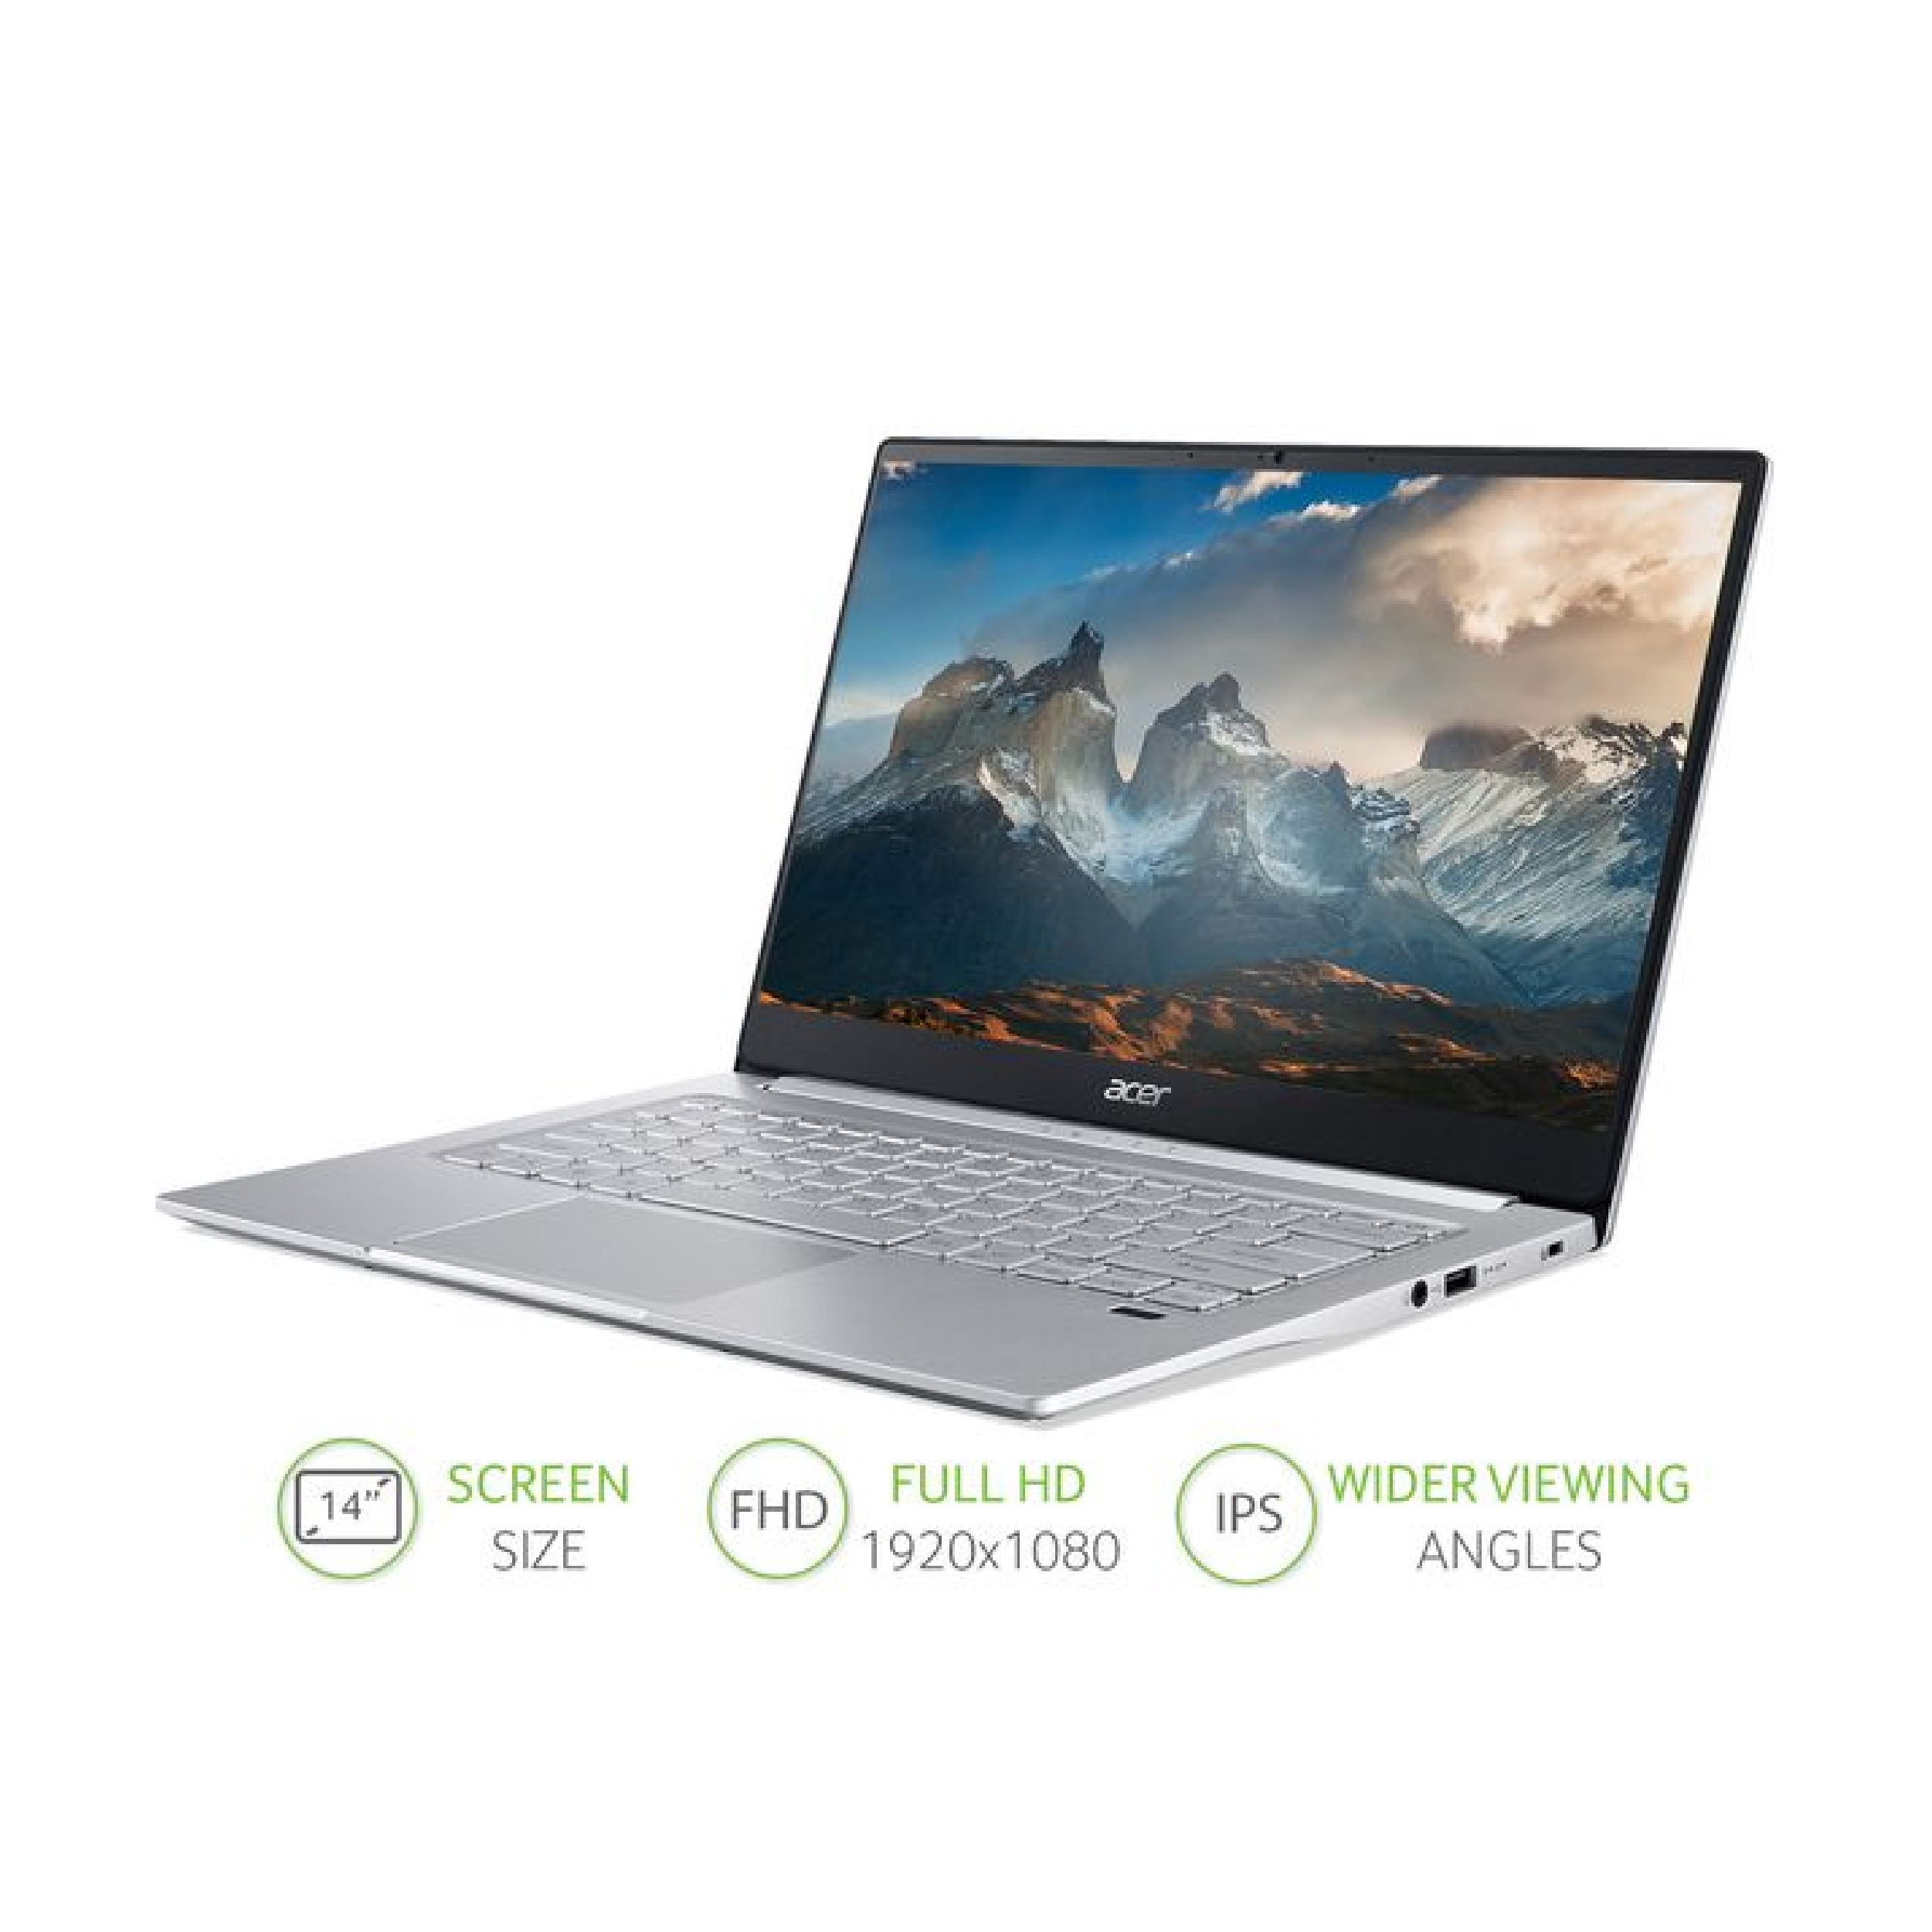 acer
14”
SCREEN
SIZE
FHD
FULL HD
1920x1080
IPS
WIDER VIEWING
ANGLES